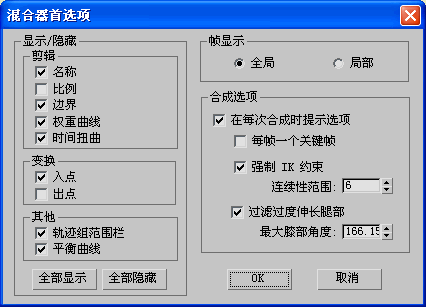 混合器首选项
显示/隐藏
剪辑
名称
比例
边界
权重曲线
时间扭曲
变换
入点
出点
其他
轨迹组范围栏
平衡曲线
全部显示
全部隐藏
帧显示
全局
局部
合成选项
在每次合成时提示选项
每帧一个关键帧
强制 IK 约束
连续性范围: 6
过滤过度伸长腿部
最大膝部角度: 166.15
OK
取消